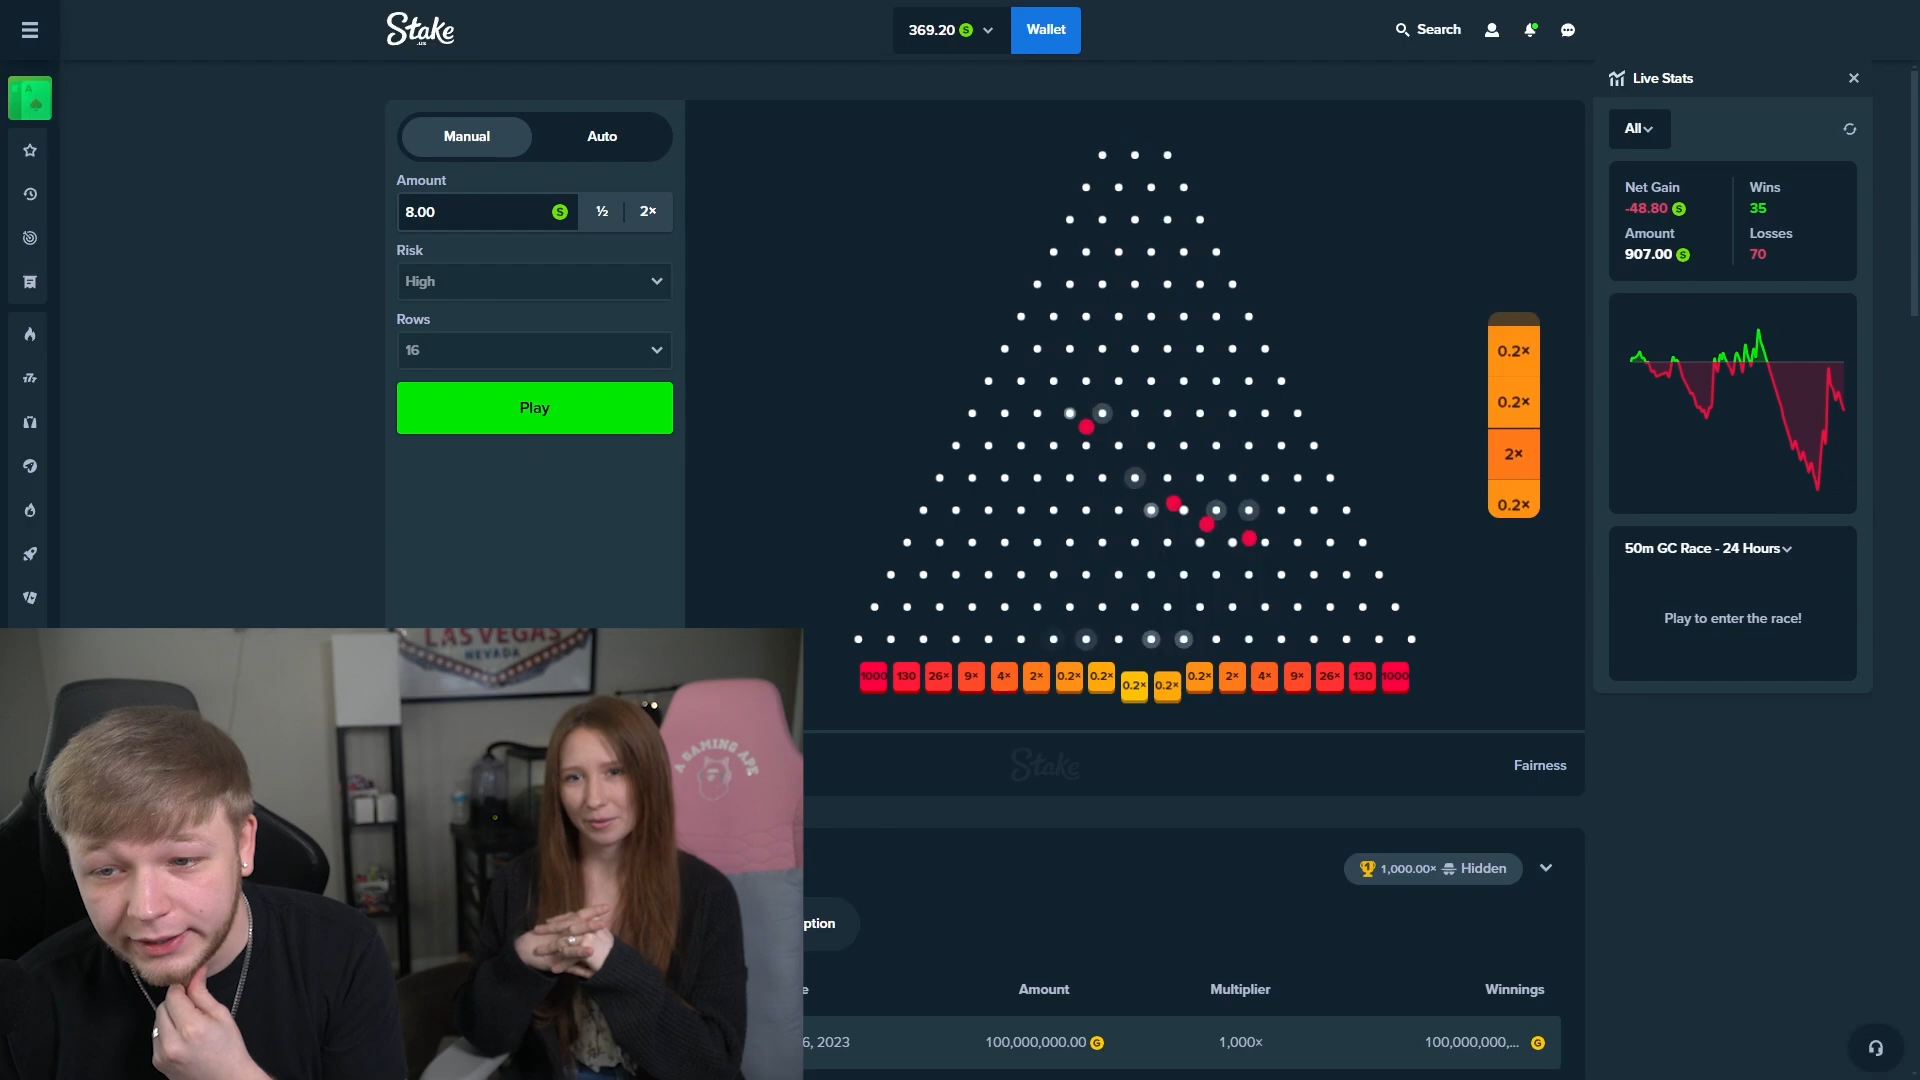 Stake
.us
369.20
Wallet
Search
Live Stats
Manual
Auto
All
Amount
8.00
½
2×
Net Gain
Wins
-48.80
35
Amount
Losses
907.00
70
Risk
High
Rows
16
Play
0.2×
0.2×
2×
0.2×
50m GC Race - 24 Hours
Play to enter the race!
1000 130 26× 9× 4× 2× 0.2× 0.2× 0.2× 0.2× 0.2× 2× 4× 9× 26× 130 1000
LAS VEGAS
NEVADA
A GAMING APE
Stake
Fairness
1,000.00× Hidden
ption
e Amount Multiplier Winnings
6, 2023 100,000,000.00 1,000× 100,000,000,...